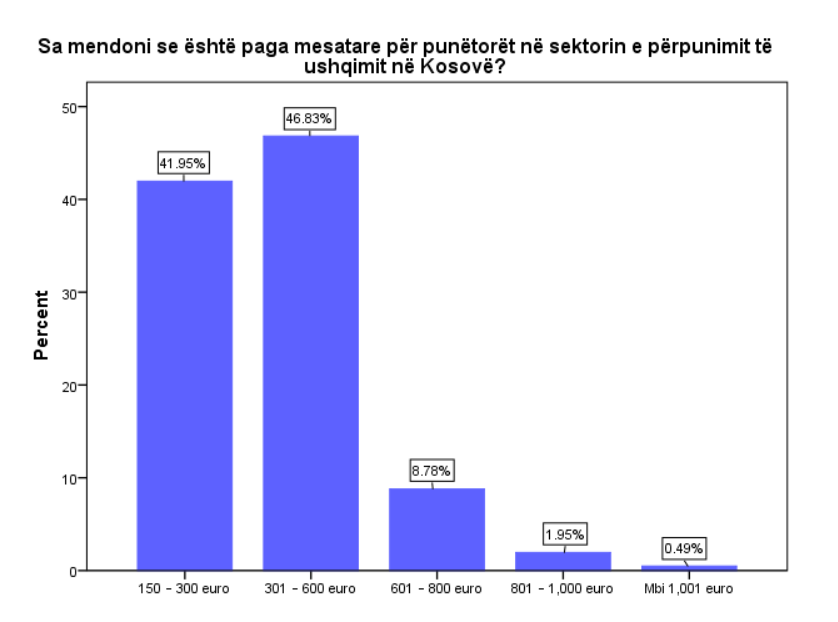 Sa mendoni se është paga mesatare për punëtorët në sektorin e përpunimit të
ushqimit në Kosovë?
50
40
30
20
10
0
Percent
41.95%
46.83%
8.78%
1.95%
0.49%
150 - 300 euro
301 - 600 euro
601 - 800 euro
801 - 1,000 euro
Mbi 1,001 euro